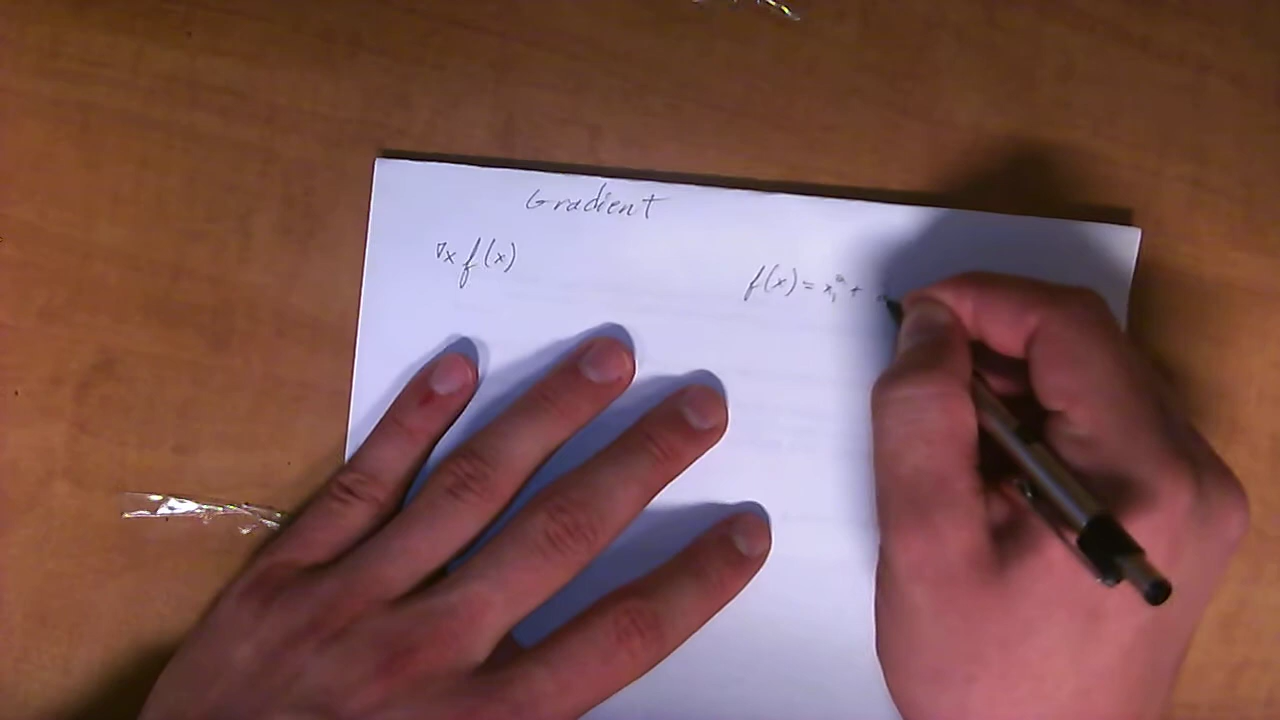 Gradient
∇x f(x)
f(x) = x₁² +